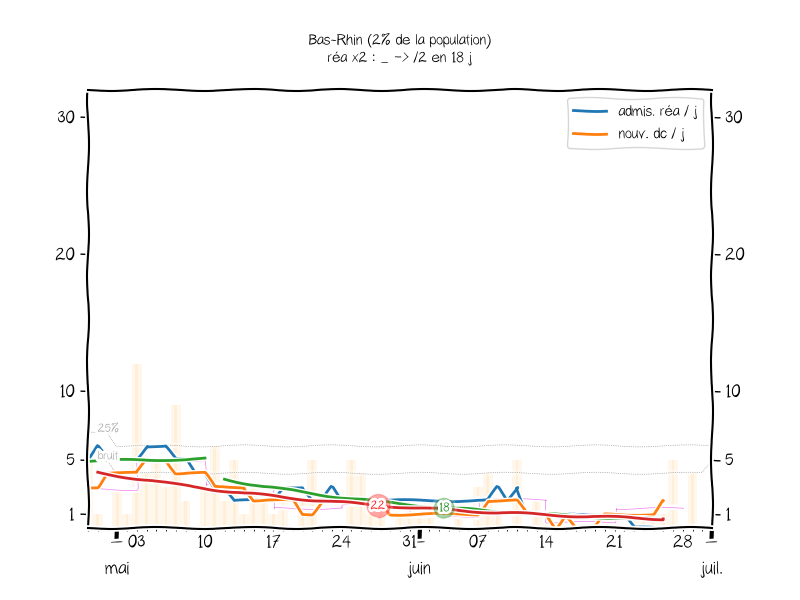 Bas-Rhin (2% de la population)
réa x2 : _ -> /2 en 18 j
admis. réa / j
nouv. dc / j
30
30
20
20
10
10
5
5
1
1
25%
bruit
22
18
03 10 17 24 31 07 14 21 28
mai juin juil.